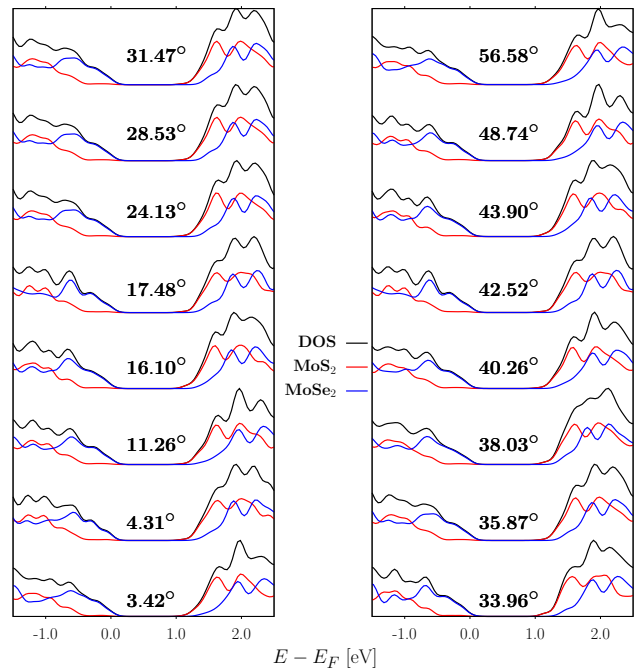 31.47°
28.53°
24.13°
17.48°
16.10°
11.26°
4.31°
3.42°
DOS
MoS₂
MoSe₂
56.58°
48.74°
43.90°
42.52°
40.26°
38.03°
35.87°
33.96°
-1.0 0.0 1.0 2.0
-1.0 0.0 1.0 2.0
E − E_F [eV]